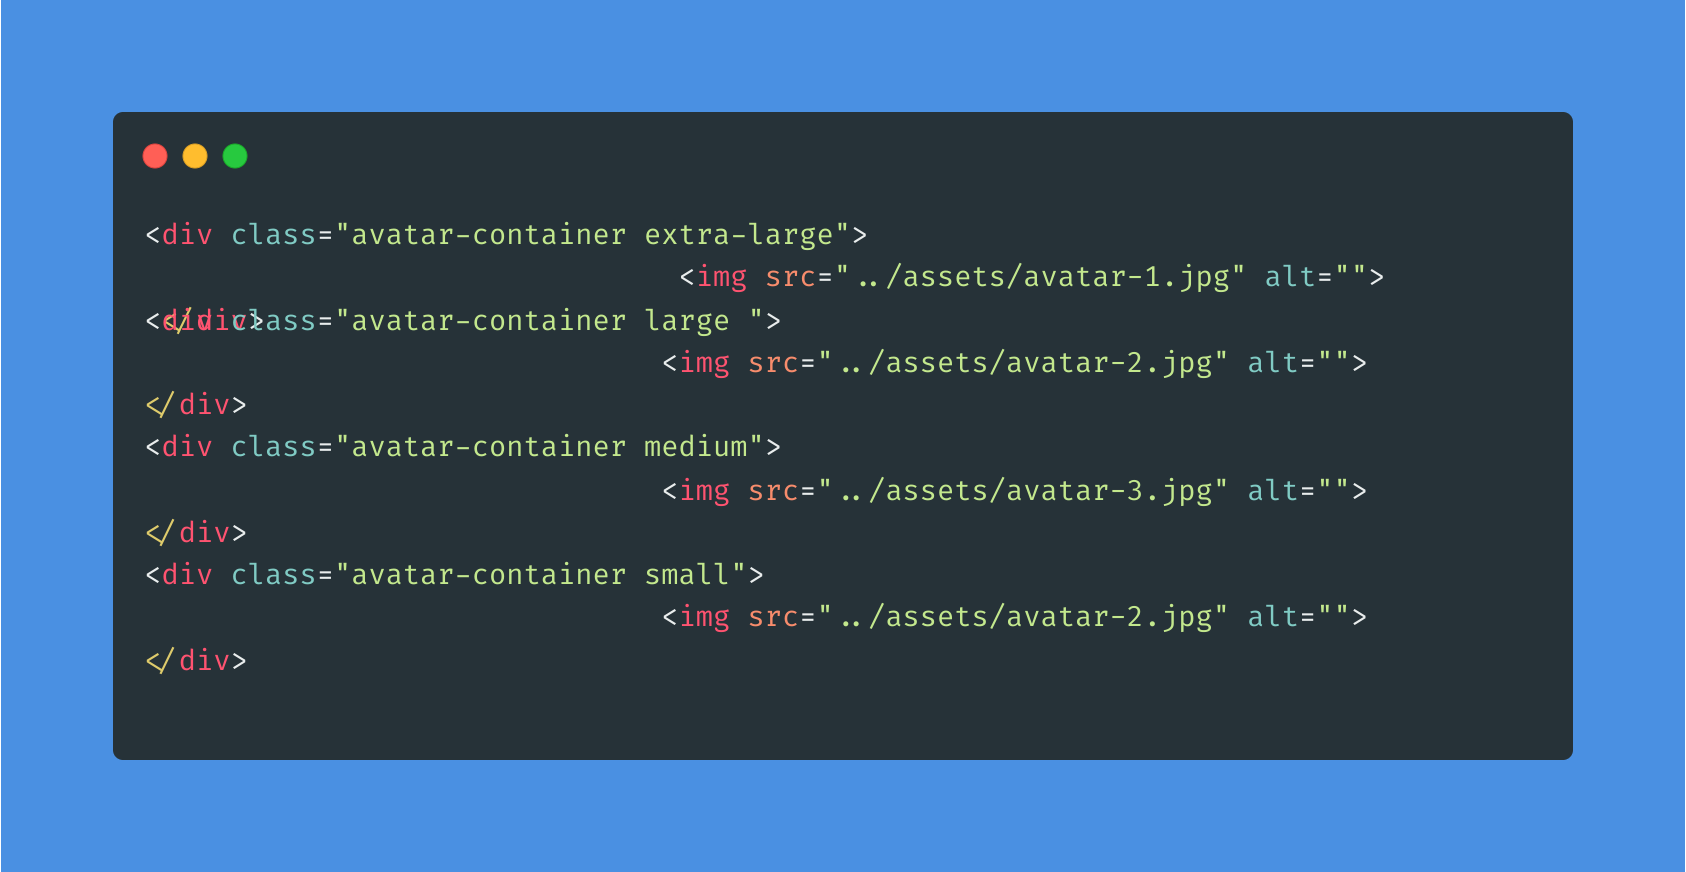 <div class="avatar-container extra-large">
<img src="../assets/avatar-1.jpg" alt="">
</div>
<div class="avatar-container large ">
<img src="../assets/avatar-2.jpg" alt="">
</div>
<div class="avatar-container medium">
<img src="../assets/avatar-3.jpg" alt="">
</div>
<div class="avatar-container small">
<img src="../assets/avatar-2.jpg" alt="">
</div>